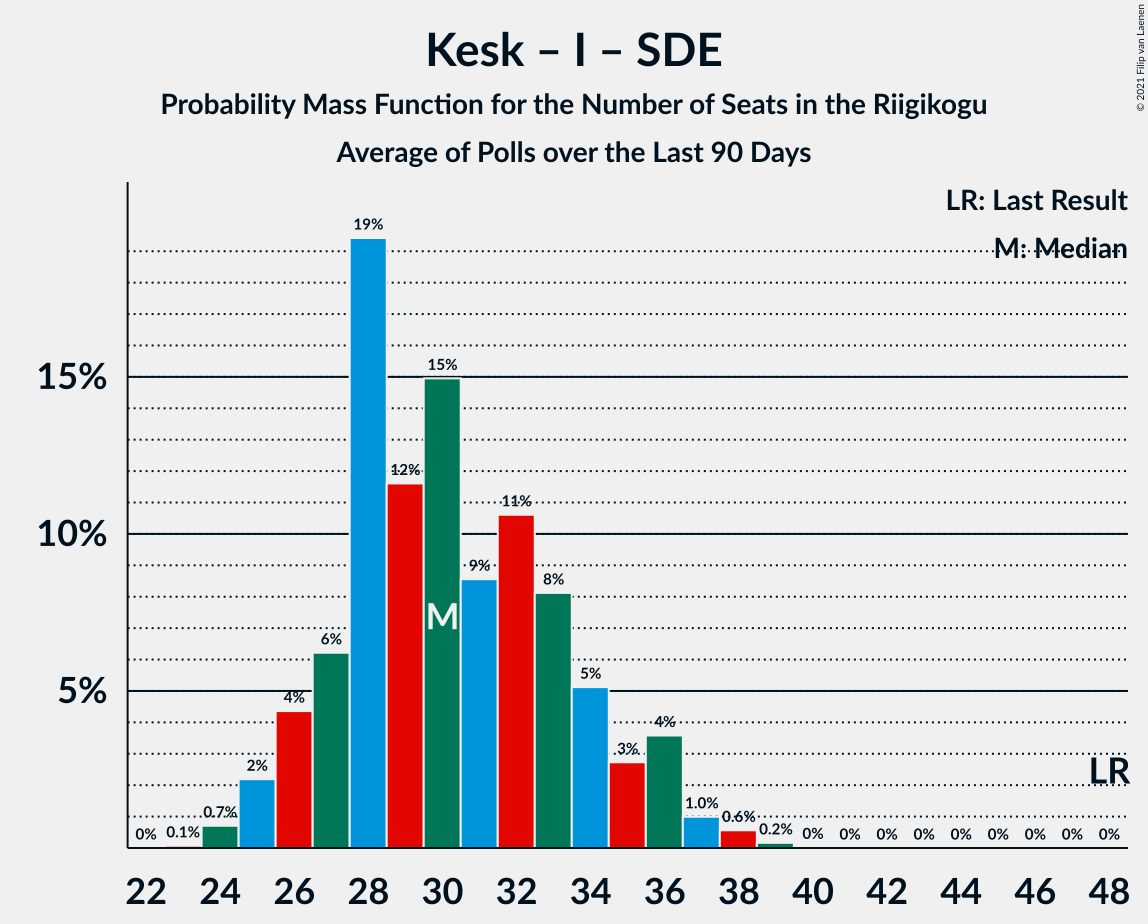 Kesk – I – SDE
Probability Mass Function for the Number of Seats in the Riigikogu
Average of Polls over the Last 90 Days
© 2021 Filip van Laenen
LR: Last Result
M: Median
15%
10%
5%
0% 0.1% 0.7% 2% 4% 6% 19% 12% 15% 9% 11% 8% 5% 3% 4% 1.0% 0.6% 0.2% 0% 0% 0% 0% 0% 0% 0% 0% 0%
M
LR
22 24 26 28 30 32 34 36 38 40 42 44 46 48